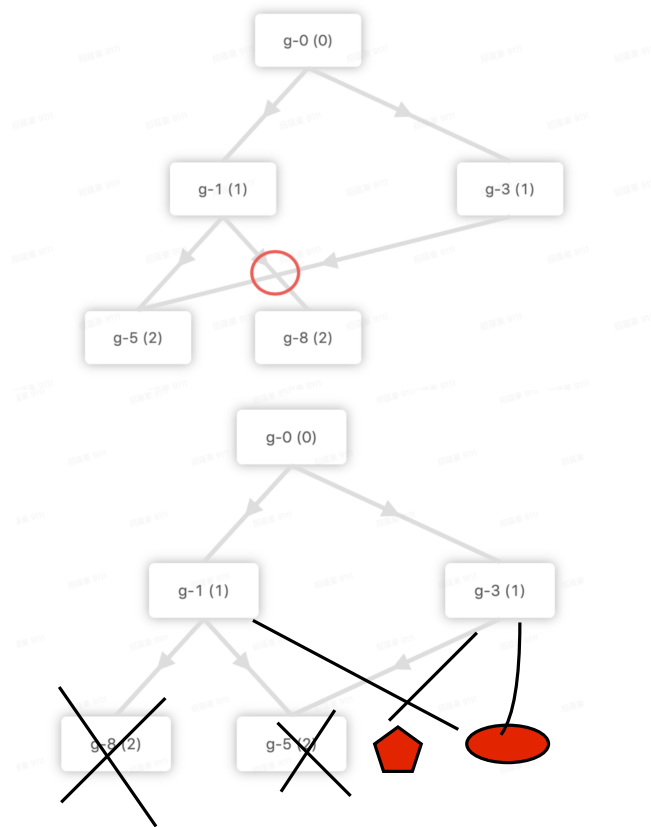 g-0 (0)
g-1 (1)
g-3 (1)
g-5 (2)
g-8 (2)
g-0 (0)
g-1 (1)
g-3 (1)
g-8 (2)
g-5 (2)